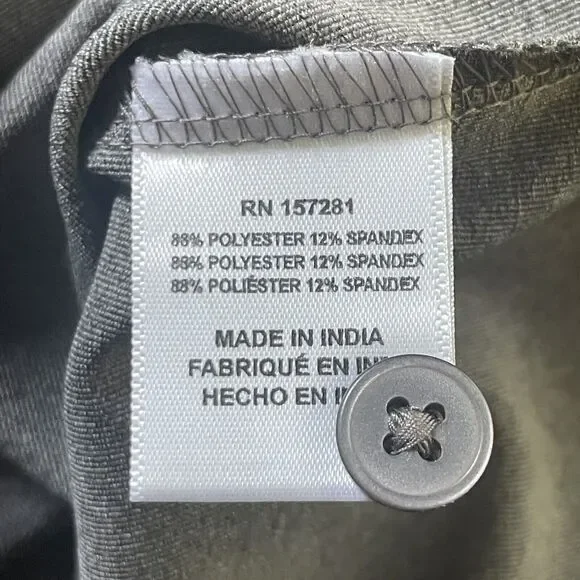 RN 157281
88% POLYESTER 12% SPANDEX
88% POLYESTER 12% SPANDEX
88% POLIÉSTER 12% SPANDEX
MADE IN INDIA
FABRIQUÉ EN
HECHO EN